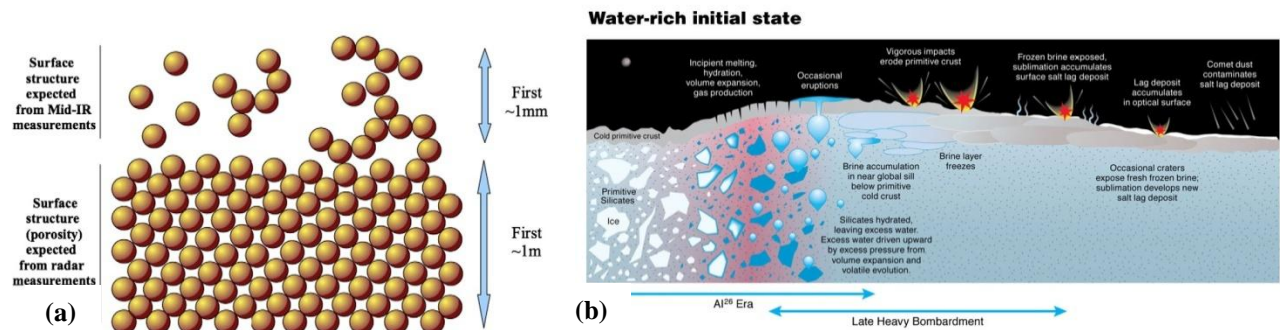 Surface
structure
expected
from Mid-IR
measurements
First
~1mm
Surface
structure
(porosity)
expected
from radar
measurements
First
~1m
(a)
Water-rich initial state
Incipient melting,
hydration,
volume expansion,
gas production
Occasional
eruptions
Vigorous impacts
erode primitive crust
Frozen brine exposed,
sublimation accumulates
surface salt lag deposit
Lag deposit
accumulates
in optical surface
Comet dust
contaminates
salt lag deposit
Cold primitive crust
Primitive
Silicates
Ice
Brine accumulation
in near global sill
below primitive
cold crust
Brine layer
freezes
Silicates hydrated,
leaving excess water.
Excess water driven upward
by excess pressure from
volume expansion and
volatile evolution.
Occasional craters
expose fresh frozen brine;
sublimation develops new
salt lag deposit
(b)
Al²⁶ Era
Late Heavy Bombardment